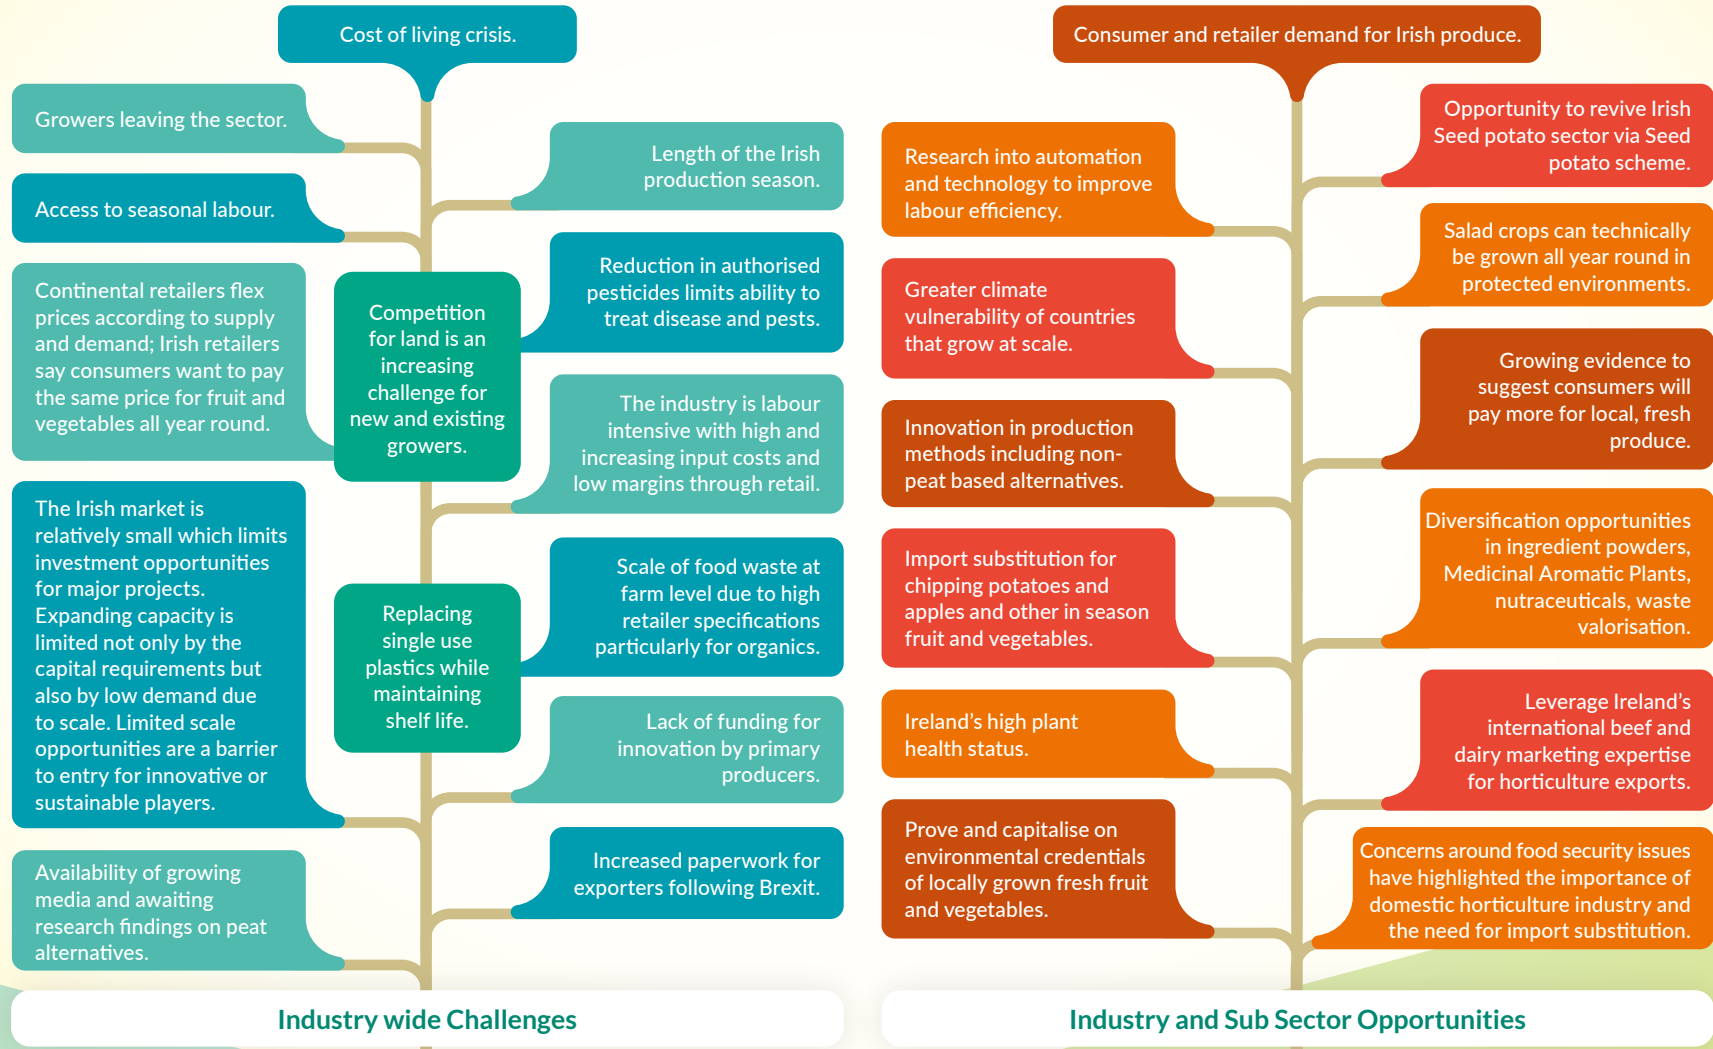 Cost of living crisis.
Growers leaving the sector.
Access to seasonal labour.
Continental retailers flex
prices according to supply
and demand; Irish retailers
say consumers want to pay
the same price for fruit and
vegetables all year round.
The Irish market is
relatively small which limits
investment opportunities
for major projects.
Expanding capacity is
limited not only by the
capital requirements but
also by low demand due
to scale. Limited scale
opportunities are a barrier
to entry for innovative or
sustainable players.
Availability of growing
media and awaiting
research findings on peat
alternatives.
Competition
for land is an
increasing
challenge for
new and existing
growers.
Replacing
single use
plastics while
maintaining
shelf life.
Length of the Irish
production season.
Reduction in authorised
pesticides limits ability to
treat disease and pests.
The industry is labour
intensive with high and
increasing input costs and
low margins through retail.
Scale of food waste at
farm level due to high
retailer specifications
particularly for organics.
Lack of funding for
innovation by primary
producers.
Increased paperwork for
exporters following Brexit.
Industry wide Challenges
Consumer and retailer demand for Irish produce.
Research into automation
and technology to improve
labour efficiency.
Greater climate
vulnerability of countries
that grow at scale.
Innovation in production
methods including non-
peat based alternatives.
Import substitution for
chipping potatoes and
apples and other in season
fruit and vegetables.
Ireland’s high plant
health status.
Prove and capitalise on
environmental credentials
of locally grown fresh fruit
and vegetables.
Opportunity to revive Irish
Seed potato sector via Seed
potato scheme.
Salad crops can technically
be grown all year round in
protected environments.
Growing evidence to
suggest consumers will
pay more for local, fresh
produce.
Diversification opportunities
in ingredient powders,
Medicinal Aromatic Plants,
nutraceuticals, waste
valorisation.
Leverage Ireland’s
international beef and
dairy marketing expertise
for horticulture exports.
Concerns around food security issues
have highlighted the importance of
domestic horticulture industry and
the need for import substitution.
Industry and Sub Sector Opportunities